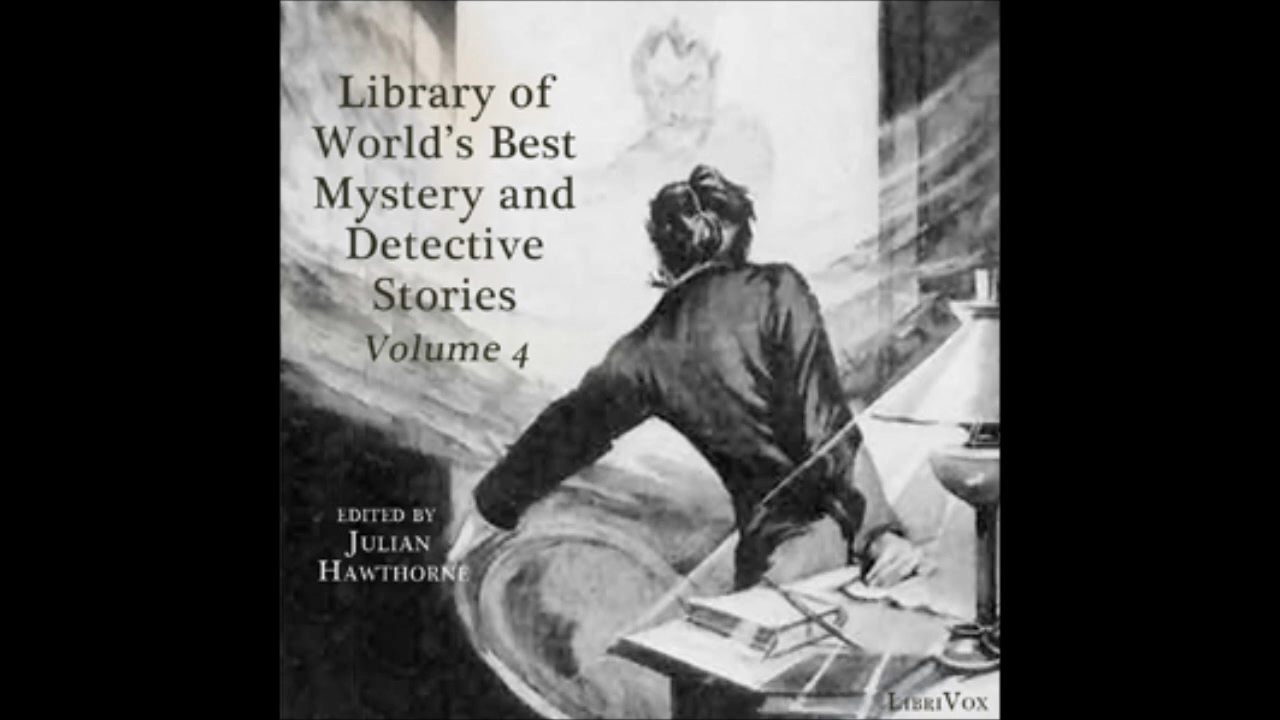 Library of
World's Best
Mystery and
Detective
Stories
Volume 4
EDITED BY
JULIAN
HAWTHORNE
LIBRIVOX